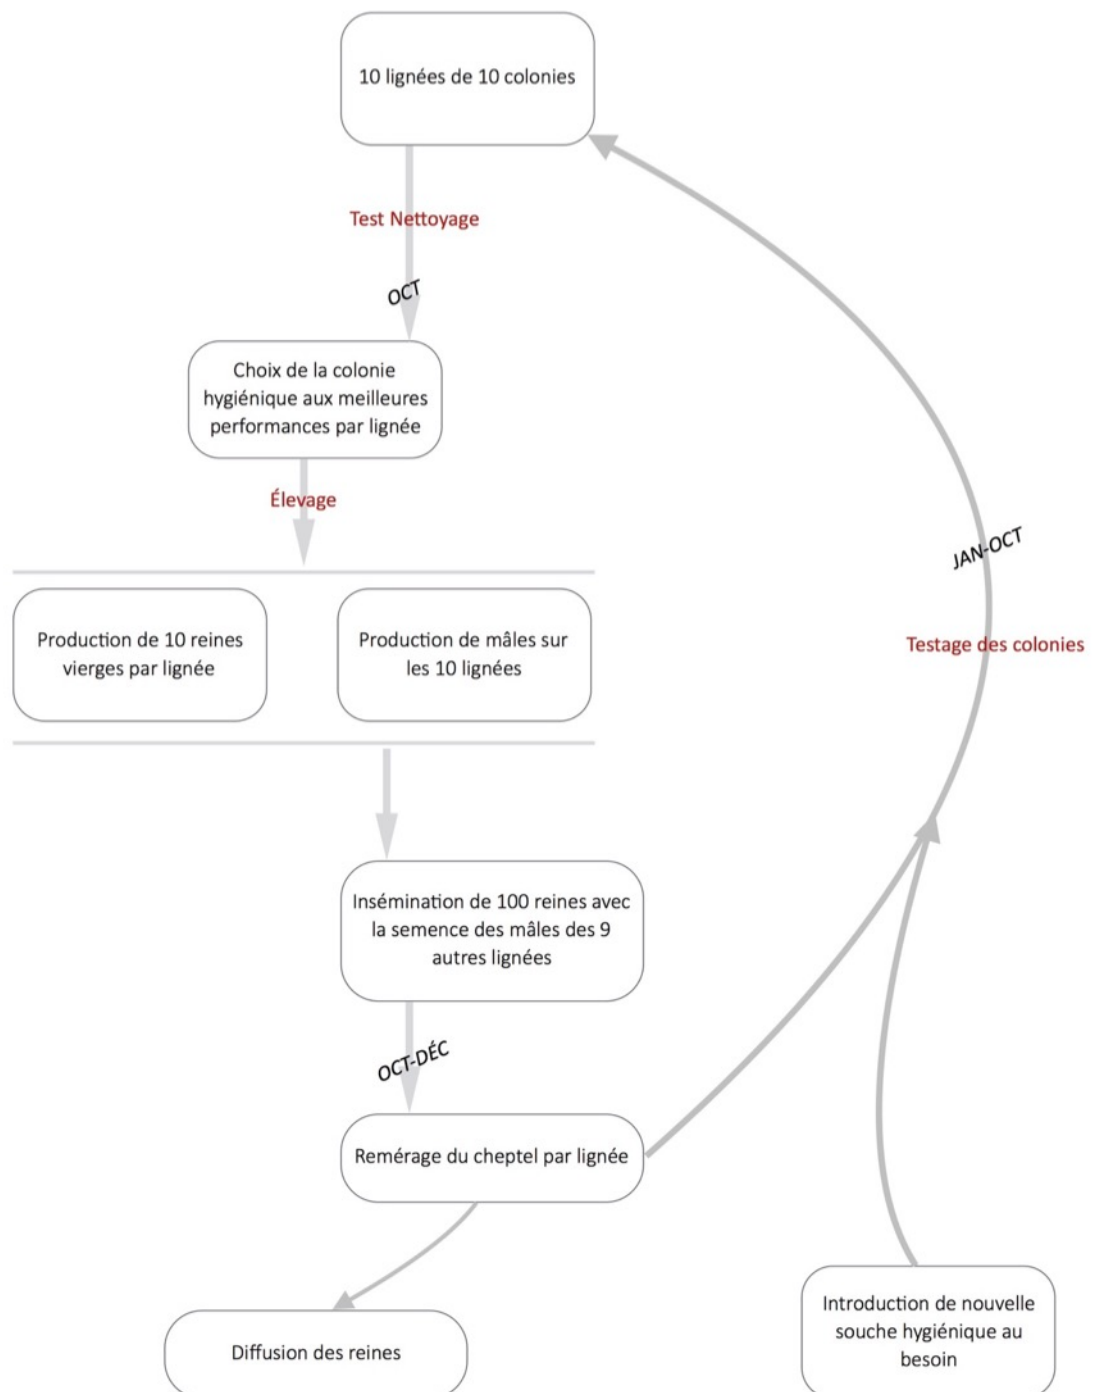 10 lignées de 10 colonies
Test Nettoyage
OCT
Choix de la colonie
hygiénique aux meilleures
performances par lignée
Élevage
JAN-OCT
Production de 10 reines
vierges par lignée
Production de mâles sur
les 10 lignées
Testage des colonies
Insémination de 100 reines avec
la semence des mâles des 9
autres lignées
OCT-DÉC
Remérage du cheptel par lignée
Introduction de nouvelle
souche hygiénique au
besoin
Diffusion des reines